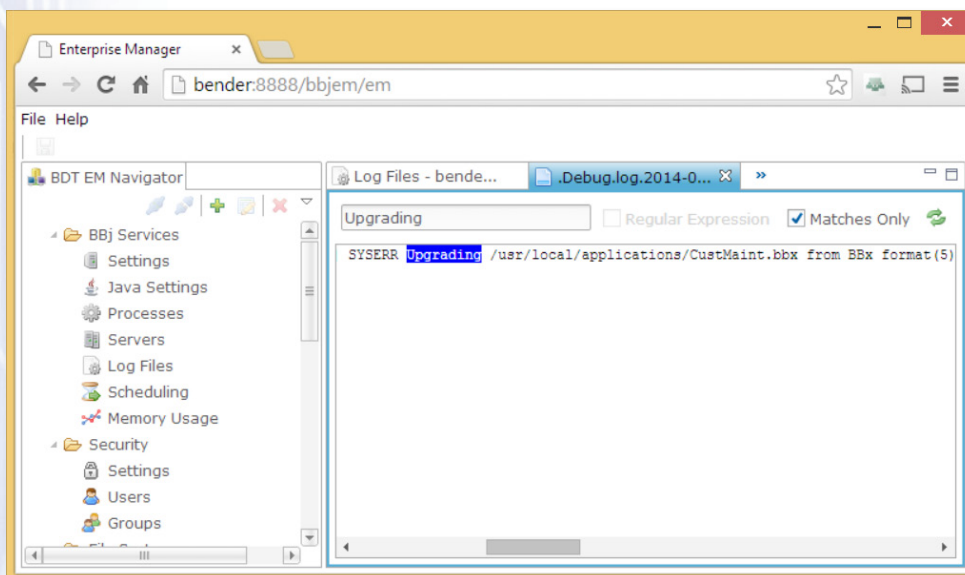 Enterprise Manager
bender:8888/bbjem/em
File Help
BDT EM Navigator
BBj Services
Settings
Java Settings
Processes
Servers
Log Files
Scheduling
Memory Usage
Security
Settings
Users
Groups
Log Files - bende...
.Debug.log.2014-0...
Upgrading
Regular Expression
Matches Only
SYSERR Upgrading /usr/local/applications/CustMaint.bbx from BBx format(5)